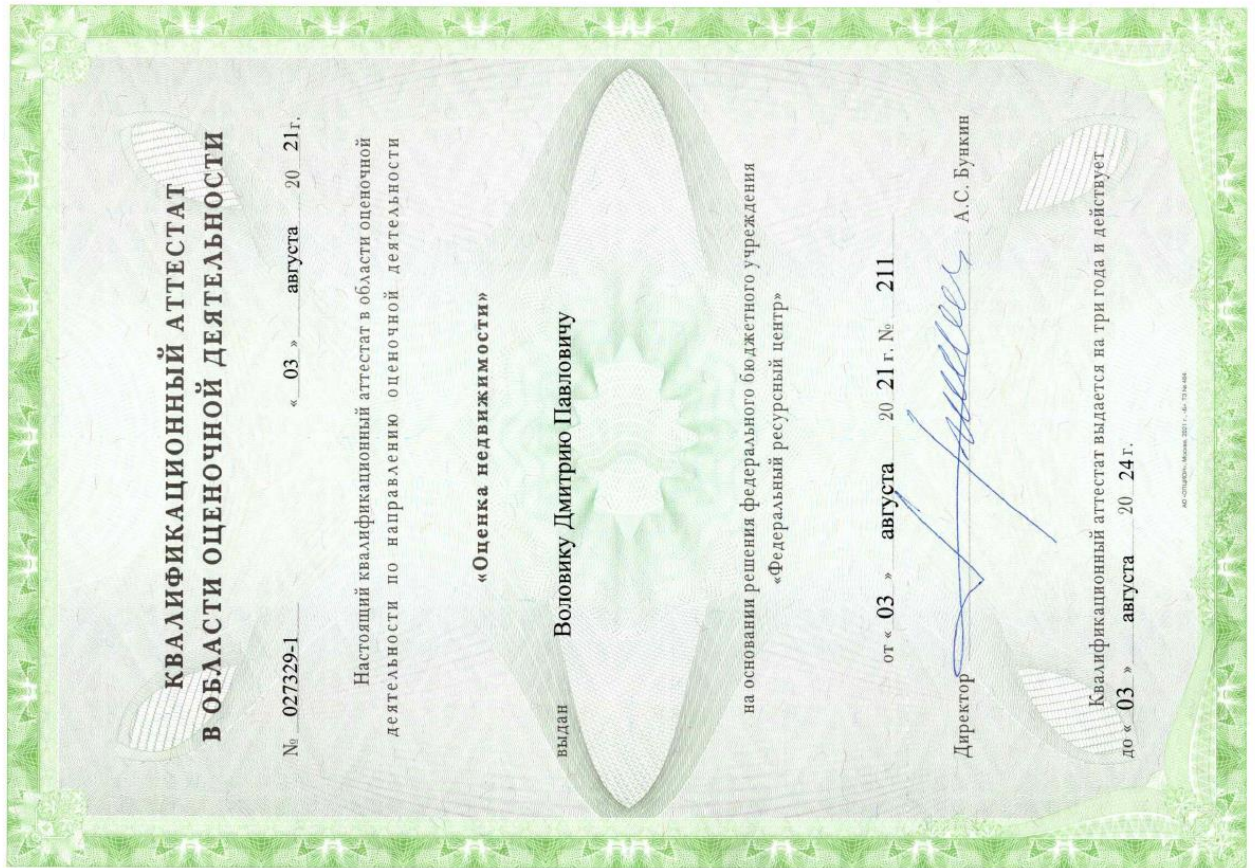 КВАЛИФИКАЦИОННЫЙ АТТЕСТАТ
В ОБЛАСТИ ОЦЕНОЧНОЙ ДЕЯТЕЛЬНОСТИ
№ 027329-1 « 03 » августа 20 21 г.
Настоящий квалификационный аттестат в области оценочной
деятельности по направлению оценочной деятельности
«Оценка недвижимости»
выдан Воловику Дмитрию Павловичу
на основании решения федерального бюджетного учреждения
«Федеральный ресурсный центр»
от « 03 » августа 20 21 г. № 211
Директор А.С. Бункин
Квалификационный аттестат выдается на три года и действует
до « 03 » августа 20 24 г.